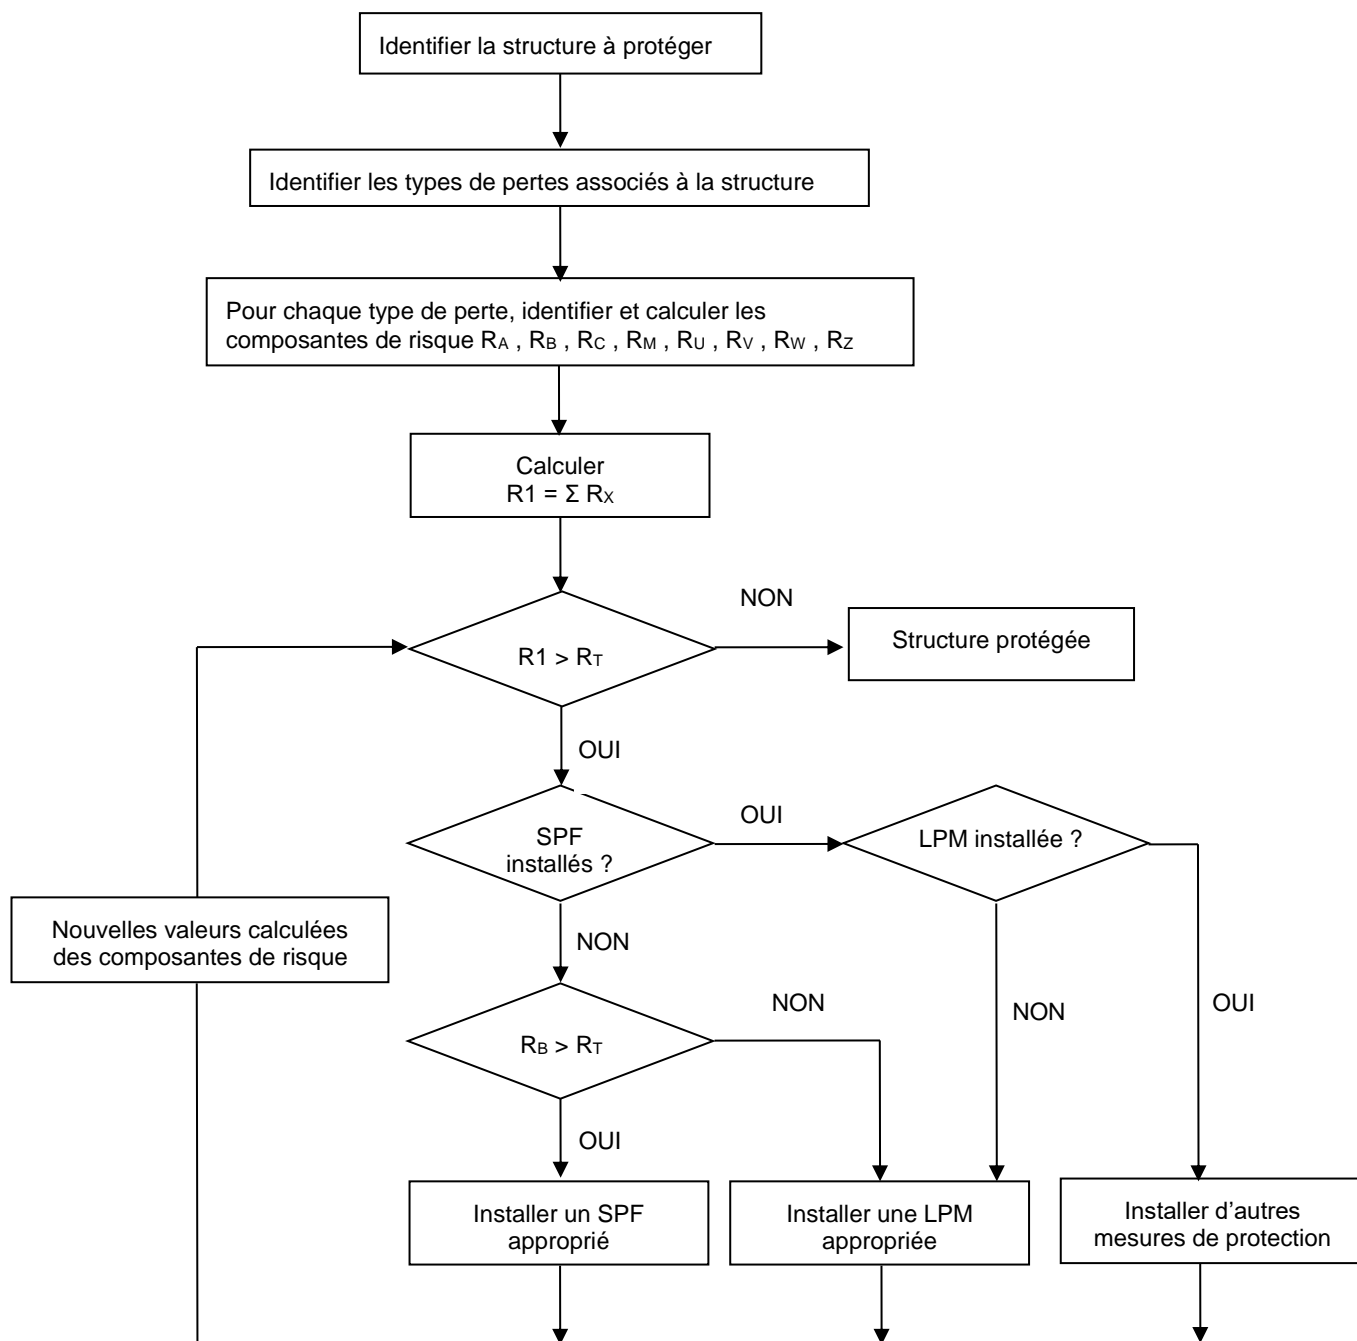 Identifier la structure à protéger
Identifier les types de pertes associés à la structure
Pour chaque type de perte, identifier et calculer les
composantes de risque RA , RB , RC , RM , RU , RV , RW , RZ
Calculer
R1 = Σ RX
R1 > RT
NON
Structure protégée
OUI
SPF
installés ?
OUI
LPM installée ?
Nouvelles valeurs calculées
des composantes de risque
NON
RB > RT
NON
NON
OUI
OUI
Installer un SPF
approprié
Installer une LPM
appropriée
Installer d’autres
mesures de protection